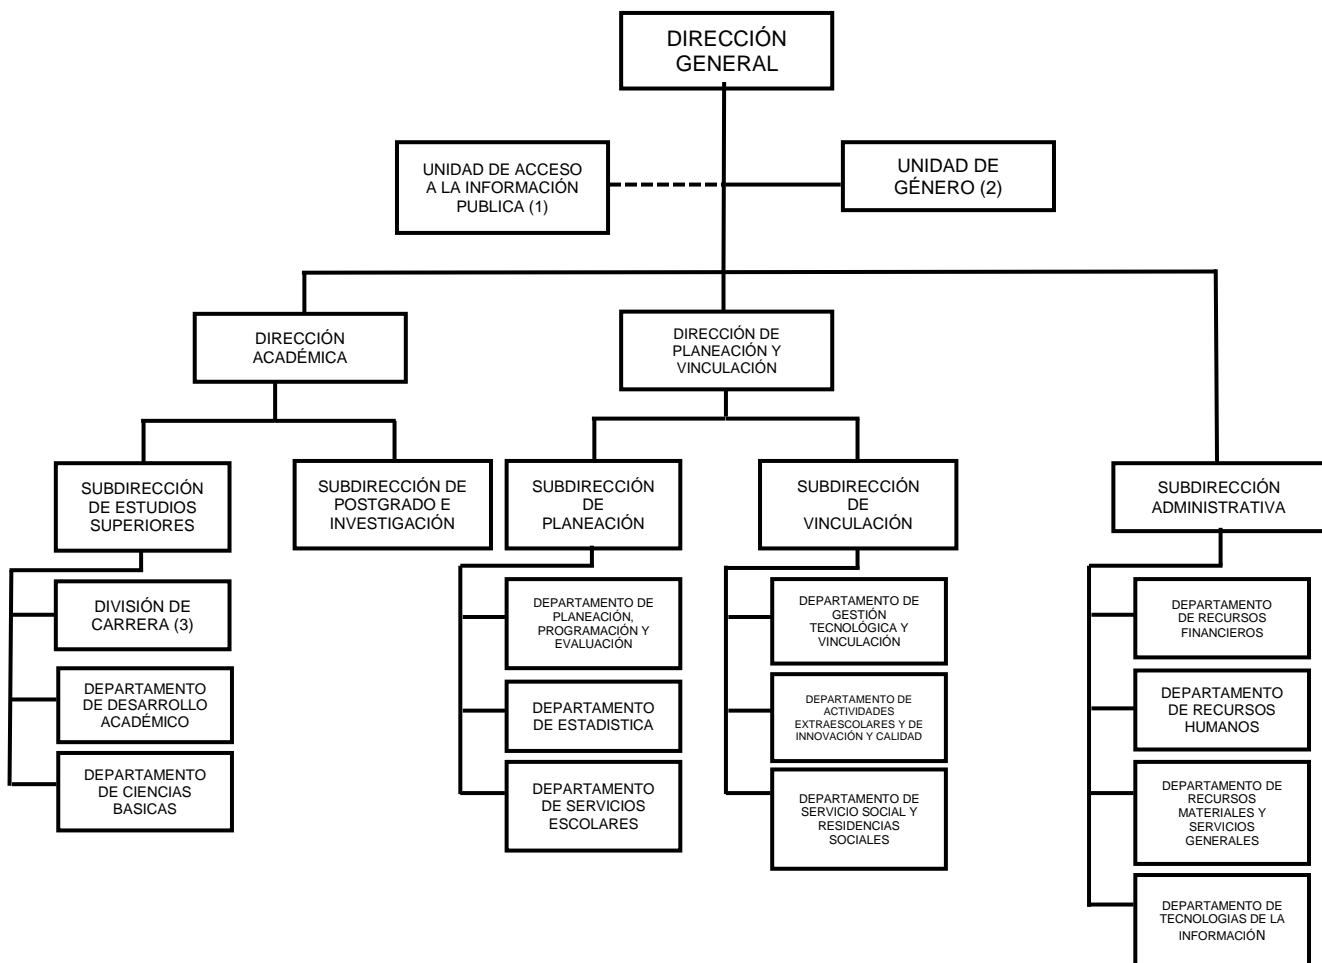 DIRECCIÓN
GENERAL
UNIDAD DE ACCESO
A LA INFORMACIÓN
PUBLICA (1)
UNIDAD DE
GÉNERO (2)
DIRECCIÓN
ACADÉMICA
DIRECCIÓN DE
PLANEACIÓN Y
VINCULACIÓN
SUBDIRECCIÓN
DE ESTUDIOS
SUPERIORES
SUBDIRECCIÓN DE
POSTGRADO E
INVESTIGACIÓN
SUBDIRECCIÓN
DE
PLANEACIÓN
SUBDIRECCIÓN
DE
VINCULACIÓN
SUBDIRECCIÓN
ADMINISTRATIVA
DIVISIÓN DE
CARRERA (3)
DEPARTAMENTO
DE DESARROLLO
ACADÉMICO
DEPARTAMENTO
DE CIENCIAS
BASICAS
DEPARTAMENTO DE
PLANEACIÓN,
PROGRAMACIÓN Y
EVALUACIÓN
DEPARTAMENTO
DE ESTADISTICA
DEPARTAMENTO
DE SERVICIOS
ESCOLARES
DEPARTAMENTO DE
GESTIÓN
TECNOLÓGICA Y
VINCULACIÓN
DEPARTAMENTO DE
ACTIVIDADES
EXTRAESCOLARES Y DE
INNOVACIÓN Y CALIDAD
DEPARTAMENTO DE
SERVICIO SOCIAL Y
RESIDENCIAS
SOCIALES
DEPARTAMENTO
DE RECURSOS
FINANCIEROS
DEPARTAMENTO
DE RECURSOS
HUMANOS
DEPARTAMENTO DE
RECURSOS
MATERIALES Y
SERVICIOS
GENERALES
DEPARTAMENTO DE
TECNOLOGIAS DE LA
INFORMACIÓN